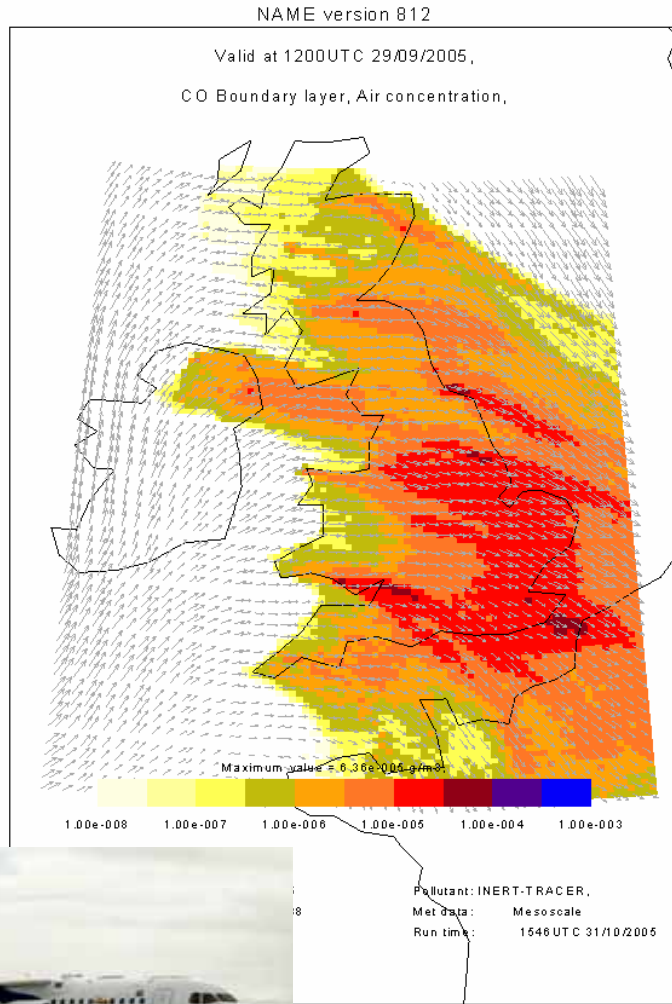 NAME version 812
Valid at 1200UTC 29/09/2005,
CO Boundary layer, Air concentration,
Maximum value = 6.36e-005 g/m3,
1.00e-008 1.00e-007 1.00e-006 1.00e-005 1.00e-004 1.00e-003
Pollutant: INERT-TRACER,
Met data: Mesoscale
Run time: 1546UTC 31/10/2005